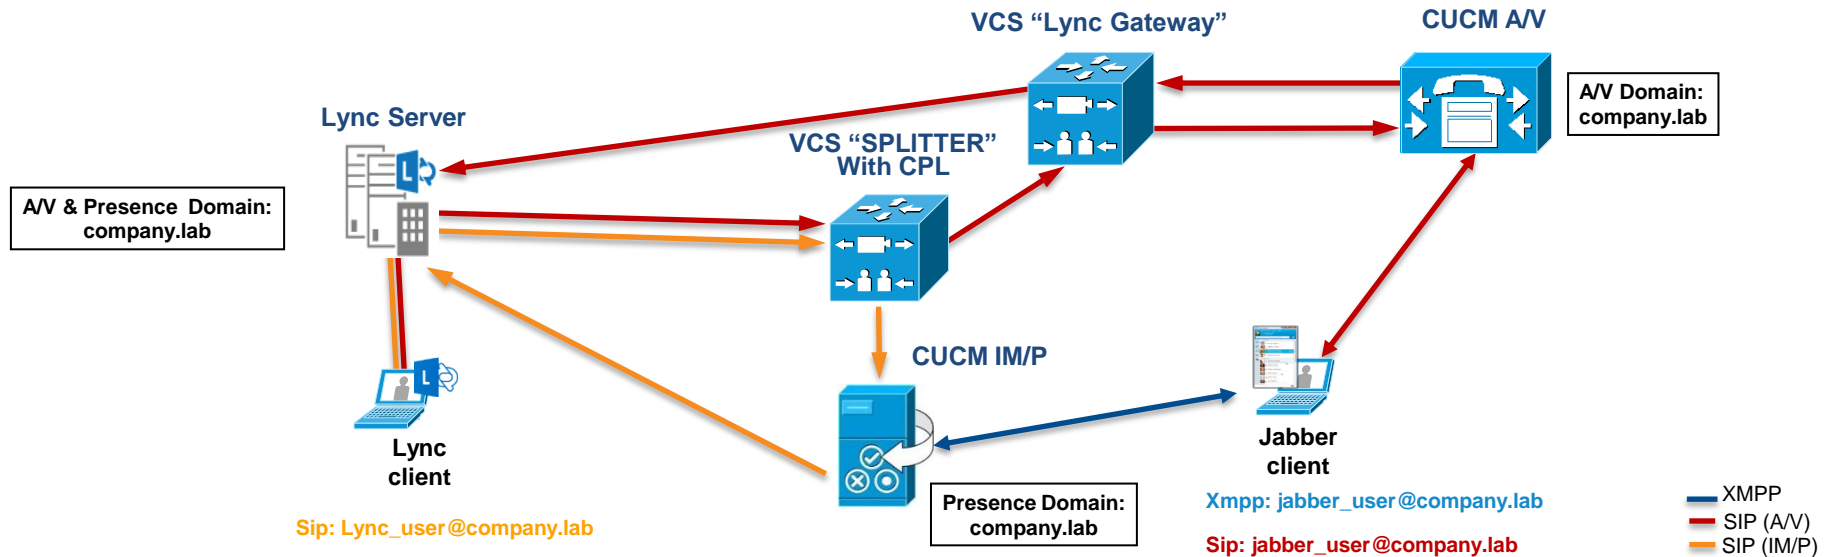 VCS “Lync Gateway”
CUCM A/V
A/V Domain:
company.lab
Lync Server
VCS “SPLITTER”
With CPL
A/V & Presence Domain:
company.lab
L
CUCM IM/P
L
Lync
client
Jabber
client
Presence Domain:
company.lab
Xmpp: jabber_user@company.lab
Sip: Lync_user@company.lab
Sip: jabber_user@company.lab
XMPP
SIP (A/V)
SIP (IM/P)